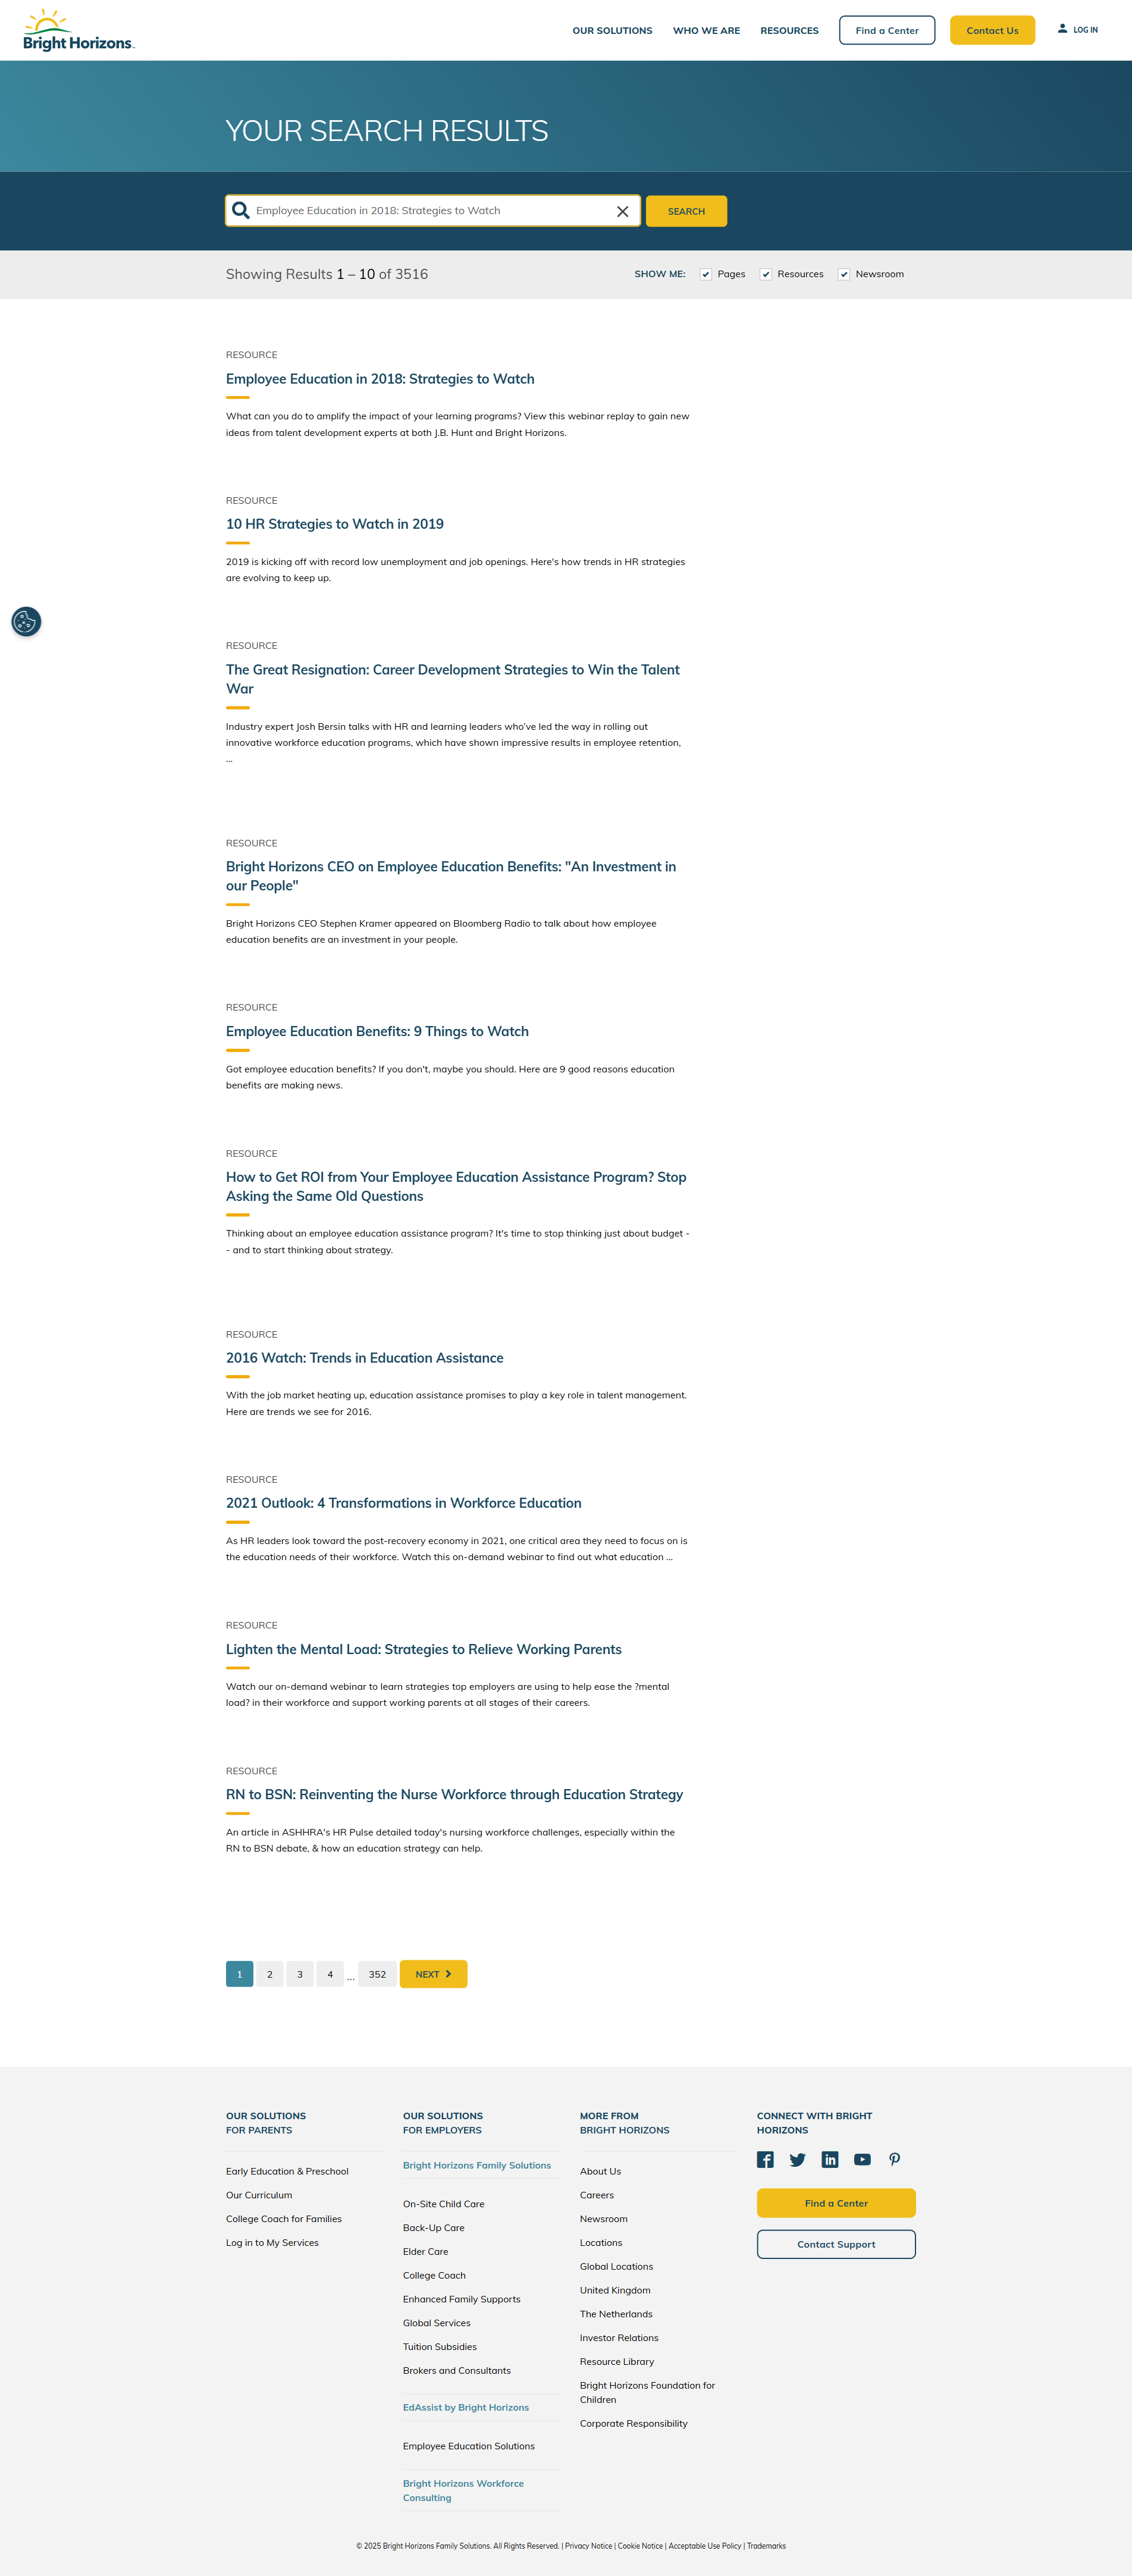 Bright Horizons.
OUR SOLUTIONS
WHO WE ARE
RESOURCES
Find a Center
Contact Us
LOG IN
YOUR SEARCH RESULTS
Employee Education in 2018: Strategies to Watch
SEARCH
Showing Results 1 – 10 of 3516
SHOW ME:
Pages
Resources
Newsroom
RESOURCE
Employee Education in 2018: Strategies to Watch
What can you do to amplify the impact of your learning programs? View this webinar replay to gain new
ideas from talent development experts at both J.B. Hunt and Bright Horizons.
RESOURCE
10 HR Strategies to Watch in 2019
2019 is kicking off with record low unemployment and job openings. Here's how trends in HR strategies
are evolving to keep up.
RESOURCE
The Great Resignation: Career Development Strategies to Win the Talent
War
Industry expert Josh Bersin talks with HR and learning leaders who've led the way in rolling out
innovative workforce education programs, which have shown impressive results in employee retention,
...
RESOURCE
Bright Horizons CEO on Employee Education Benefits: "An Investment in
our People"
Bright Horizons CEO Stephen Kramer appeared on Bloomberg Radio to talk about how employee
education benefits are an investment in your people.
RESOURCE
Employee Education Benefits: 9 Things to Watch
Got employee education benefits? If you don't, maybe you should. Here are 9 good reasons education
benefits are making news.
RESOURCE
How to Get ROI from Your Employee Education Assistance Program? Stop
Asking the Same Old Questions
Thinking about an employee education assistance program? It's time to stop thinking just about budget -
- and to start thinking about strategy.
RESOURCE
2016 Watch: Trends in Education Assistance
With the job market heating up, education assistance promises to play a key role in talent management.
Here are trends we see for 2016.
RESOURCE
2021 Outlook: 4 Transformations in Workforce Education
As HR leaders look toward the post-recovery economy in 2021, one critical area they need to focus on is
the education needs of their workforce. Watch this on-demand webinar to find out what education ...
RESOURCE
Lighten the Mental Load: Strategies to Relieve Working Parents
Watch our on-demand webinar to learn strategies top employers are using to help ease the ?mental
load? in their workforce and support working parents at all stages of their careers.
RESOURCE
RN to BSN: Reinventing the Nurse Workforce through Education Strategy
An article in ASHHRA's HR Pulse detailed today's nursing workforce challenges, especially within the
RN to BSN debate, & how an education strategy can help.
1 2 3 4 ... 352 NEXT
OUR SOLUTIONS
FOR PARENTS
Early Education & Preschool
Our Curriculum
College Coach for Families
Log in to My Services
OUR SOLUTIONS
FOR EMPLOYERS
Bright Horizons Family Solutions
On-Site Child Care
Back-Up Care
Elder Care
College Coach
Enhanced Family Supports
Global Services
Tuition Subsidies
Brokers and Consultants
EdAssist by Bright Horizons
Employee Education Solutions
Bright Horizons Workforce
Consulting
MORE FROM
BRIGHT HORIZONS
About Us
Careers
Newsroom
Locations
Global Locations
United Kingdom
The Netherlands
Investor Relations
Resource Library
Bright Horizons Foundation for
Children
Corporate Responsibility
CONNECT WITH BRIGHT
HORIZONS
Find a Center
Contact Support
© 2025 Bright Horizons Family Solutions. All Rights Reserved. | Privacy Notice | Cookie Notice | Acceptable Use Policy | Trademarks